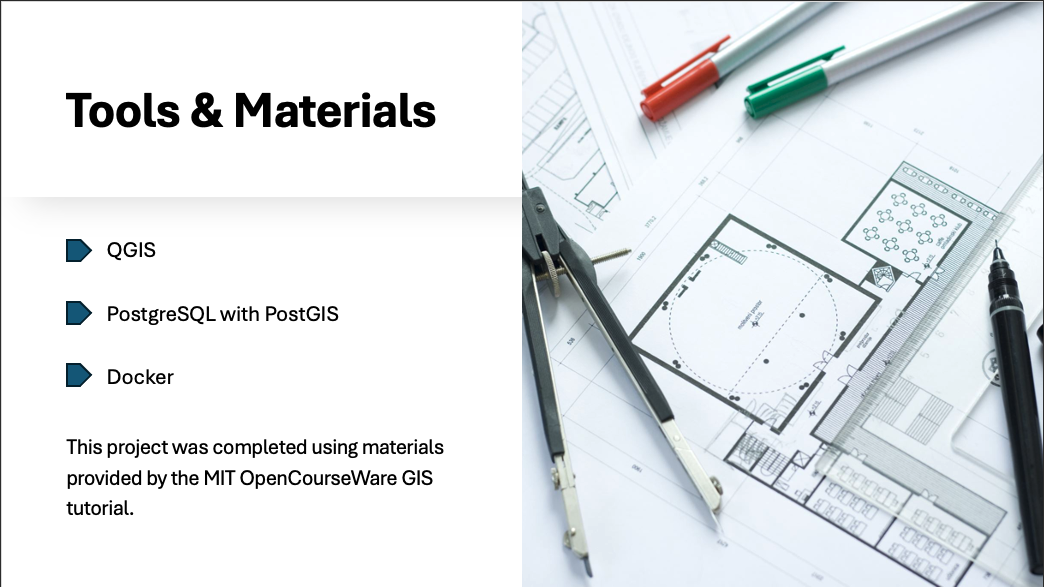 Tools & Materials
QGIS
PostgreSQL with PostGIS
Docker
This project was completed using materials
provided by the MIT OpenCourseWare GIS
tutorial.